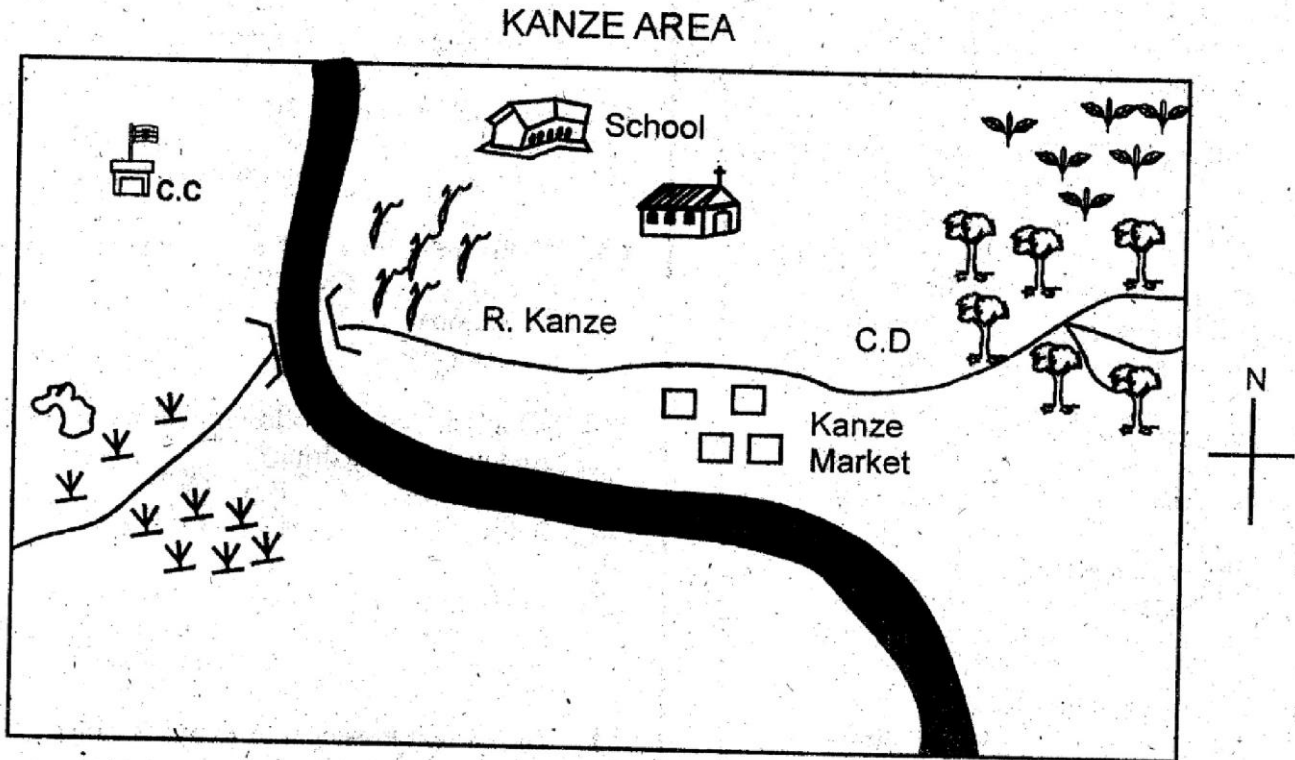 KANZE AREA
School
C.C
R. Kanze
C.D
Kanze
Market
N